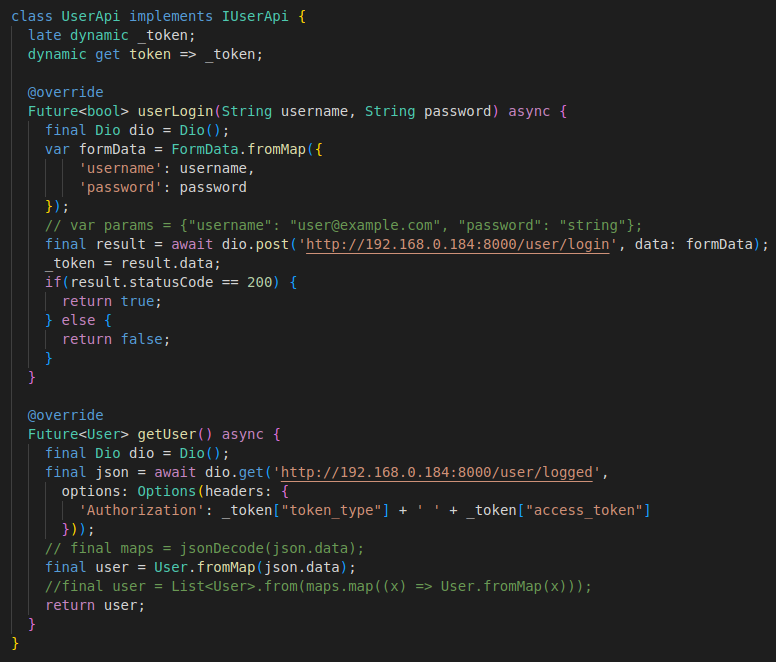 class UserApi implements IUserApi {
  late dynamic _token;
  dynamic get token => _token;

  @override
  Future<bool> userLogin(String username, String password) async {
    final Dio dio = Dio();
    var formData = FormData.fromMap({
        'username': username,
        'password': password
    });
    // var params = {"username": "user@example.com", "password": "string"};
    final result = await dio.post('http://192.168.0.184:8000/user/login', data: formData);
    _token = result.data;
    if(result.statusCode == 200) {
      return true;
    } else {
      return false;
    }
  }

  @override
  Future<User> getUser() async {
    final Dio dio = Dio();
    final json = await dio.get('http://192.168.0.184:8000/user/logged',
      options: Options(headers: {
        'Authorization': _token["token_type"] + ' ' + _token["access_token"]
      }));
    // final maps = jsonDecode(json.data);
    final user = User.fromMap(json.data);
    //final user = List<User>.from(maps.map((x) => User.fromMap(x)));
    return user;
  }
}